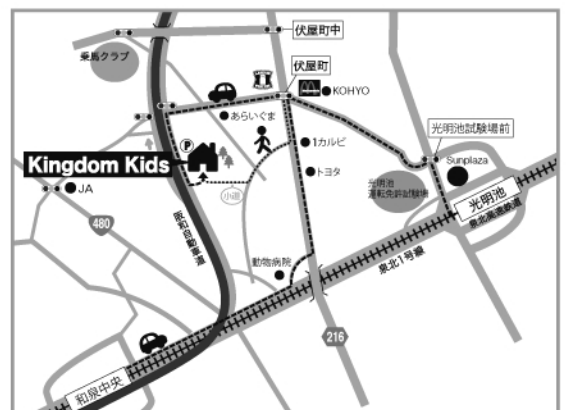 伏屋町中
乗馬クラブ
伏屋町
KOHYO
あらいぐま
光明池試験場前
1カルビ
P
Sunplaza
Kingdom Kids
トヨタ
光明池
運転免許試験場
JA
小道
光明池
泉北高速鉄道
480
阪和自動車道
動物病院
泉北1号線
216
和泉中央